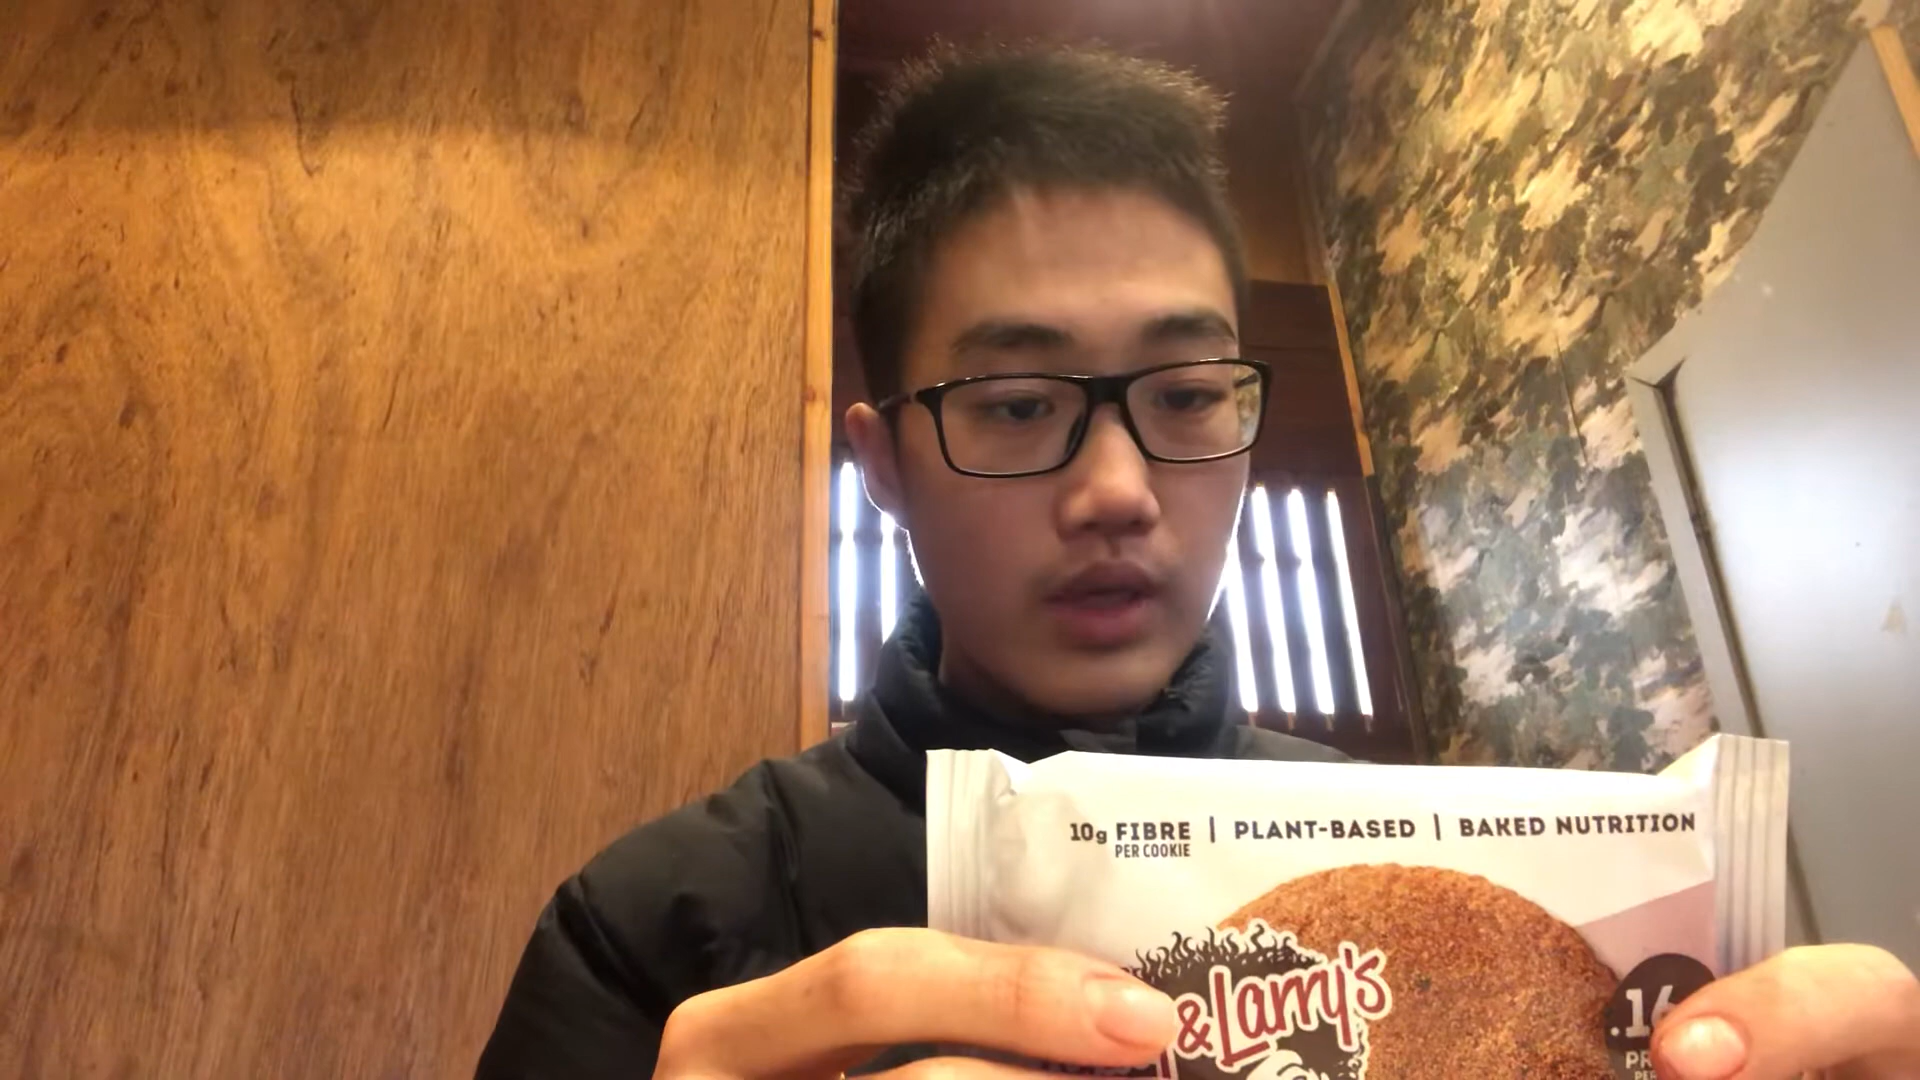 10g FIBRE | PLANT-BASED | BAKED NUTRITION
PER COOKIE
& Larry's